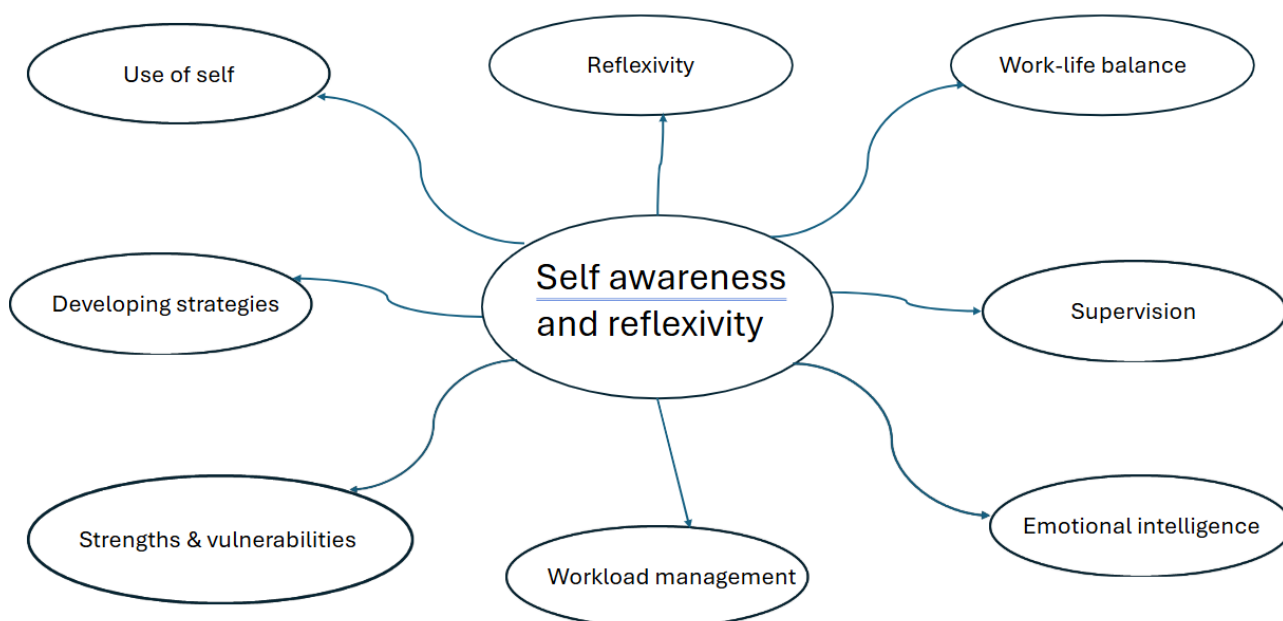 Use of self
Reflexivity
Work-life balance
Self awareness
and reflexivity
Developing strategies
Supervision
Strengths & vulnerabilities
Workload management
Emotional intelligence